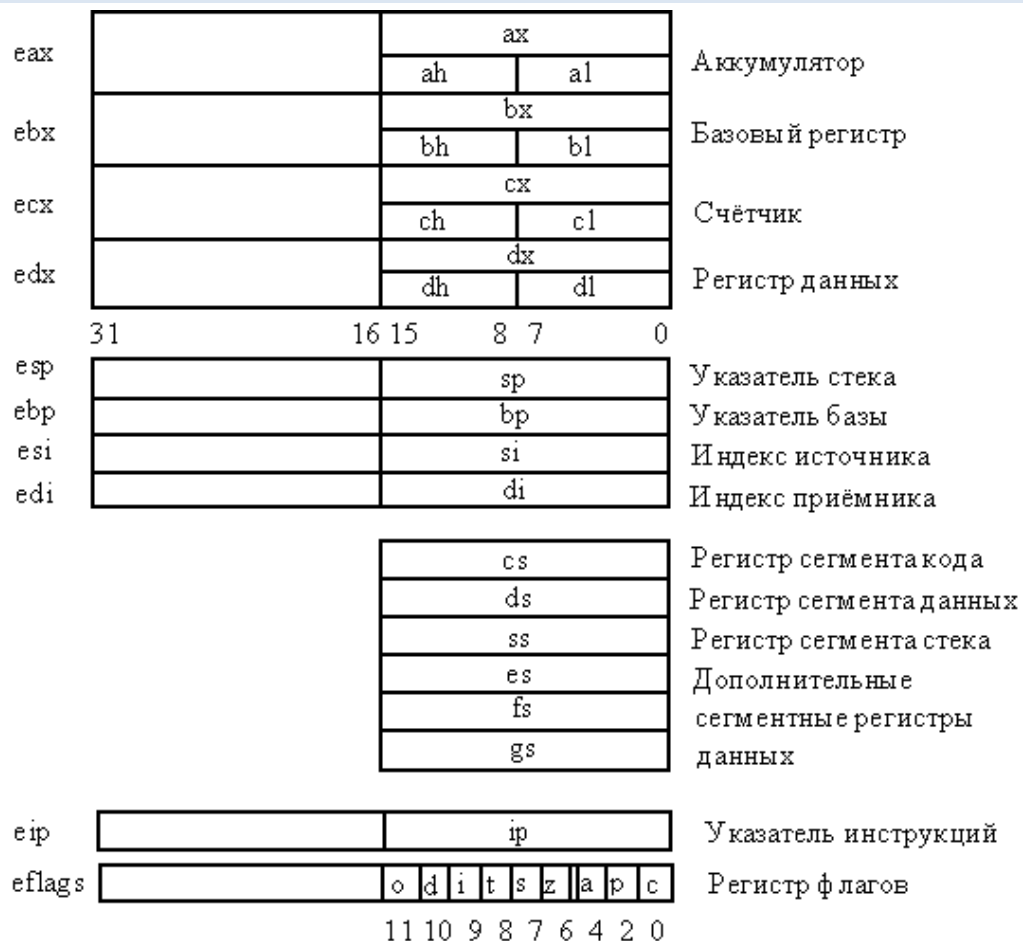 eax ax Аккумулятор
ah al
ebx bx Базовый регистр
bh bl
ecx cx Счётчик
ch cl
edx dx Регистр данных
dh dl
31 16 15 8 7 0
esp sp Указатель стека
ebp bp Указатель базы
esi si Индекс источника
edi di Индекс приёмника
cs Регистр сегмента кода
ds Регистр сегмента данных
ss Регистр сегмента стека
es Дополнительные
fs сегментные регистры
gs данных
eip ip Указатель инструкций
eflags o d i t s z a p c Регистр флагов
11 10 9 8 7 6 4 2 0